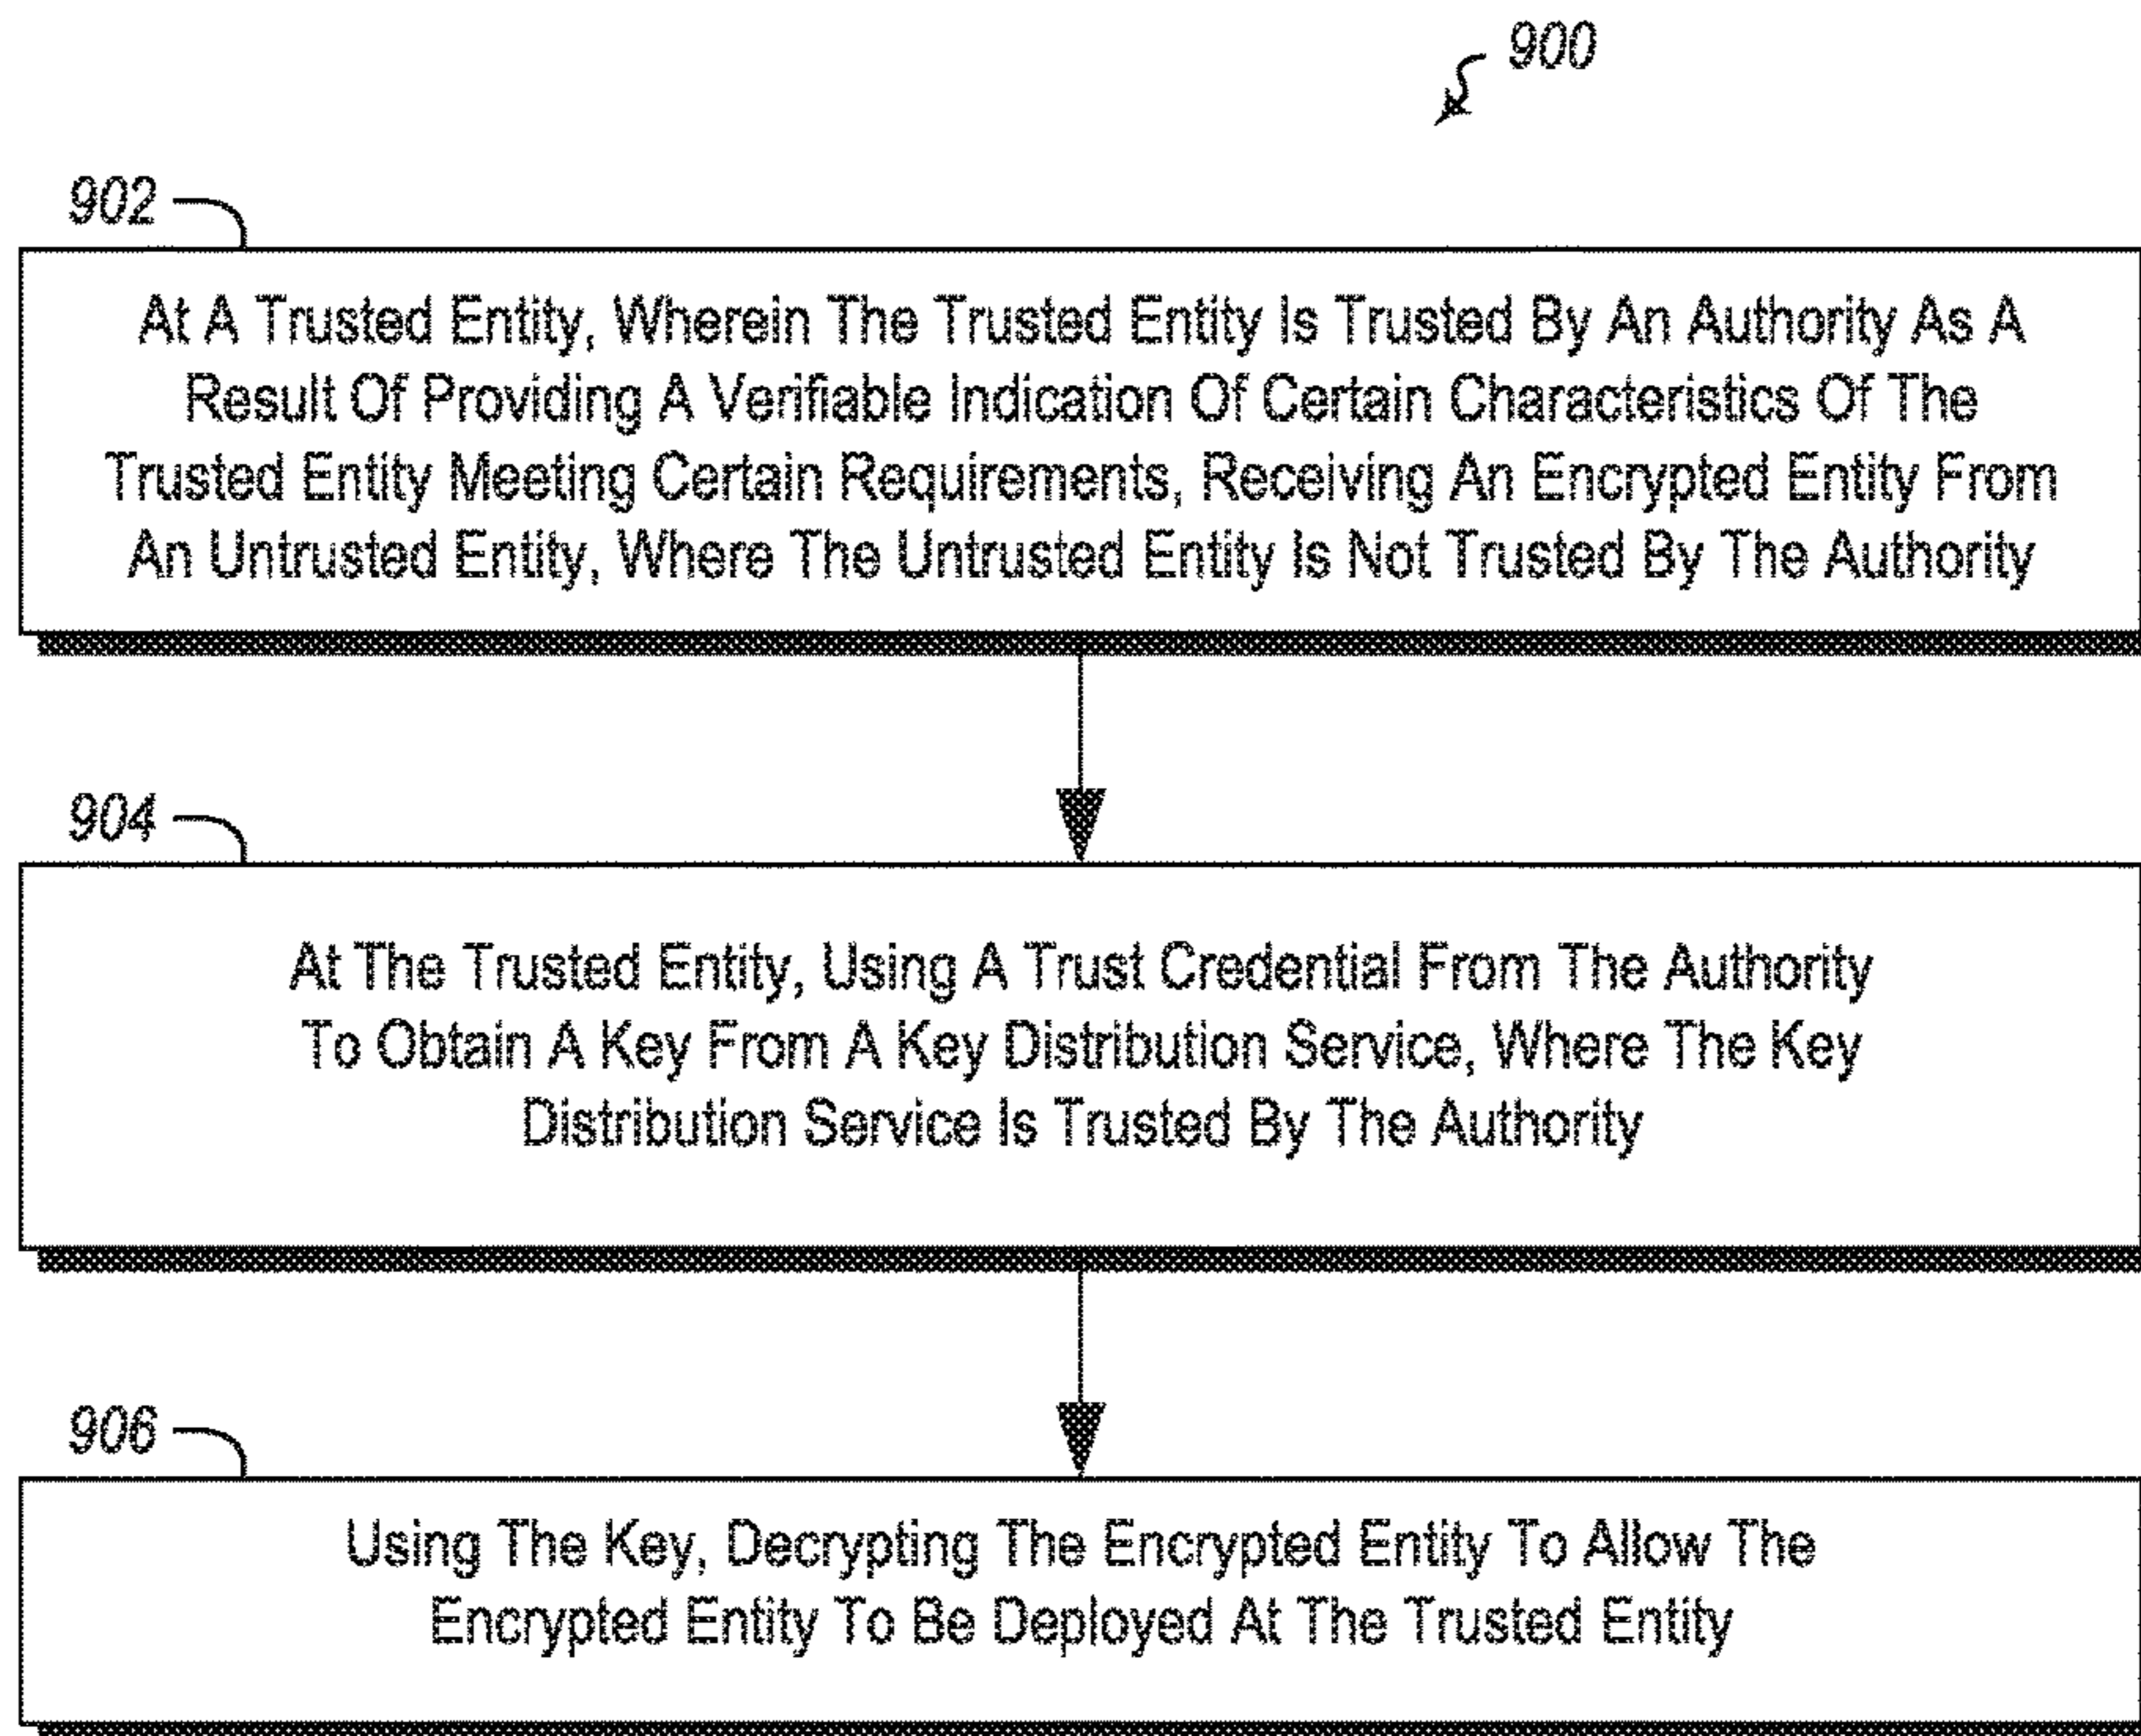 900
902
At A Trusted Entity, Wherein The Trusted Entity Is Trusted By An Authority As A
Result Of Providing A Verifiable Indication Of Certain Characteristics Of The
Trusted Entity Meeting Certain Requirements, Receiving An Encrypted Entity From
An Untrusted Entity, Where The Untrusted Entity Is Not Trusted By The Authority
904
At The Trusted Entity, Using A Trust Credential From The Authority
To Obtain A Key From A Key Distribution Service, Where The Key
Distribution Service Is Trusted By The Authority
906
Using The Key, Decrypting The Encrypted Entity To Allow The
Encrypted Entity To Be Deployed At The Trusted Entity